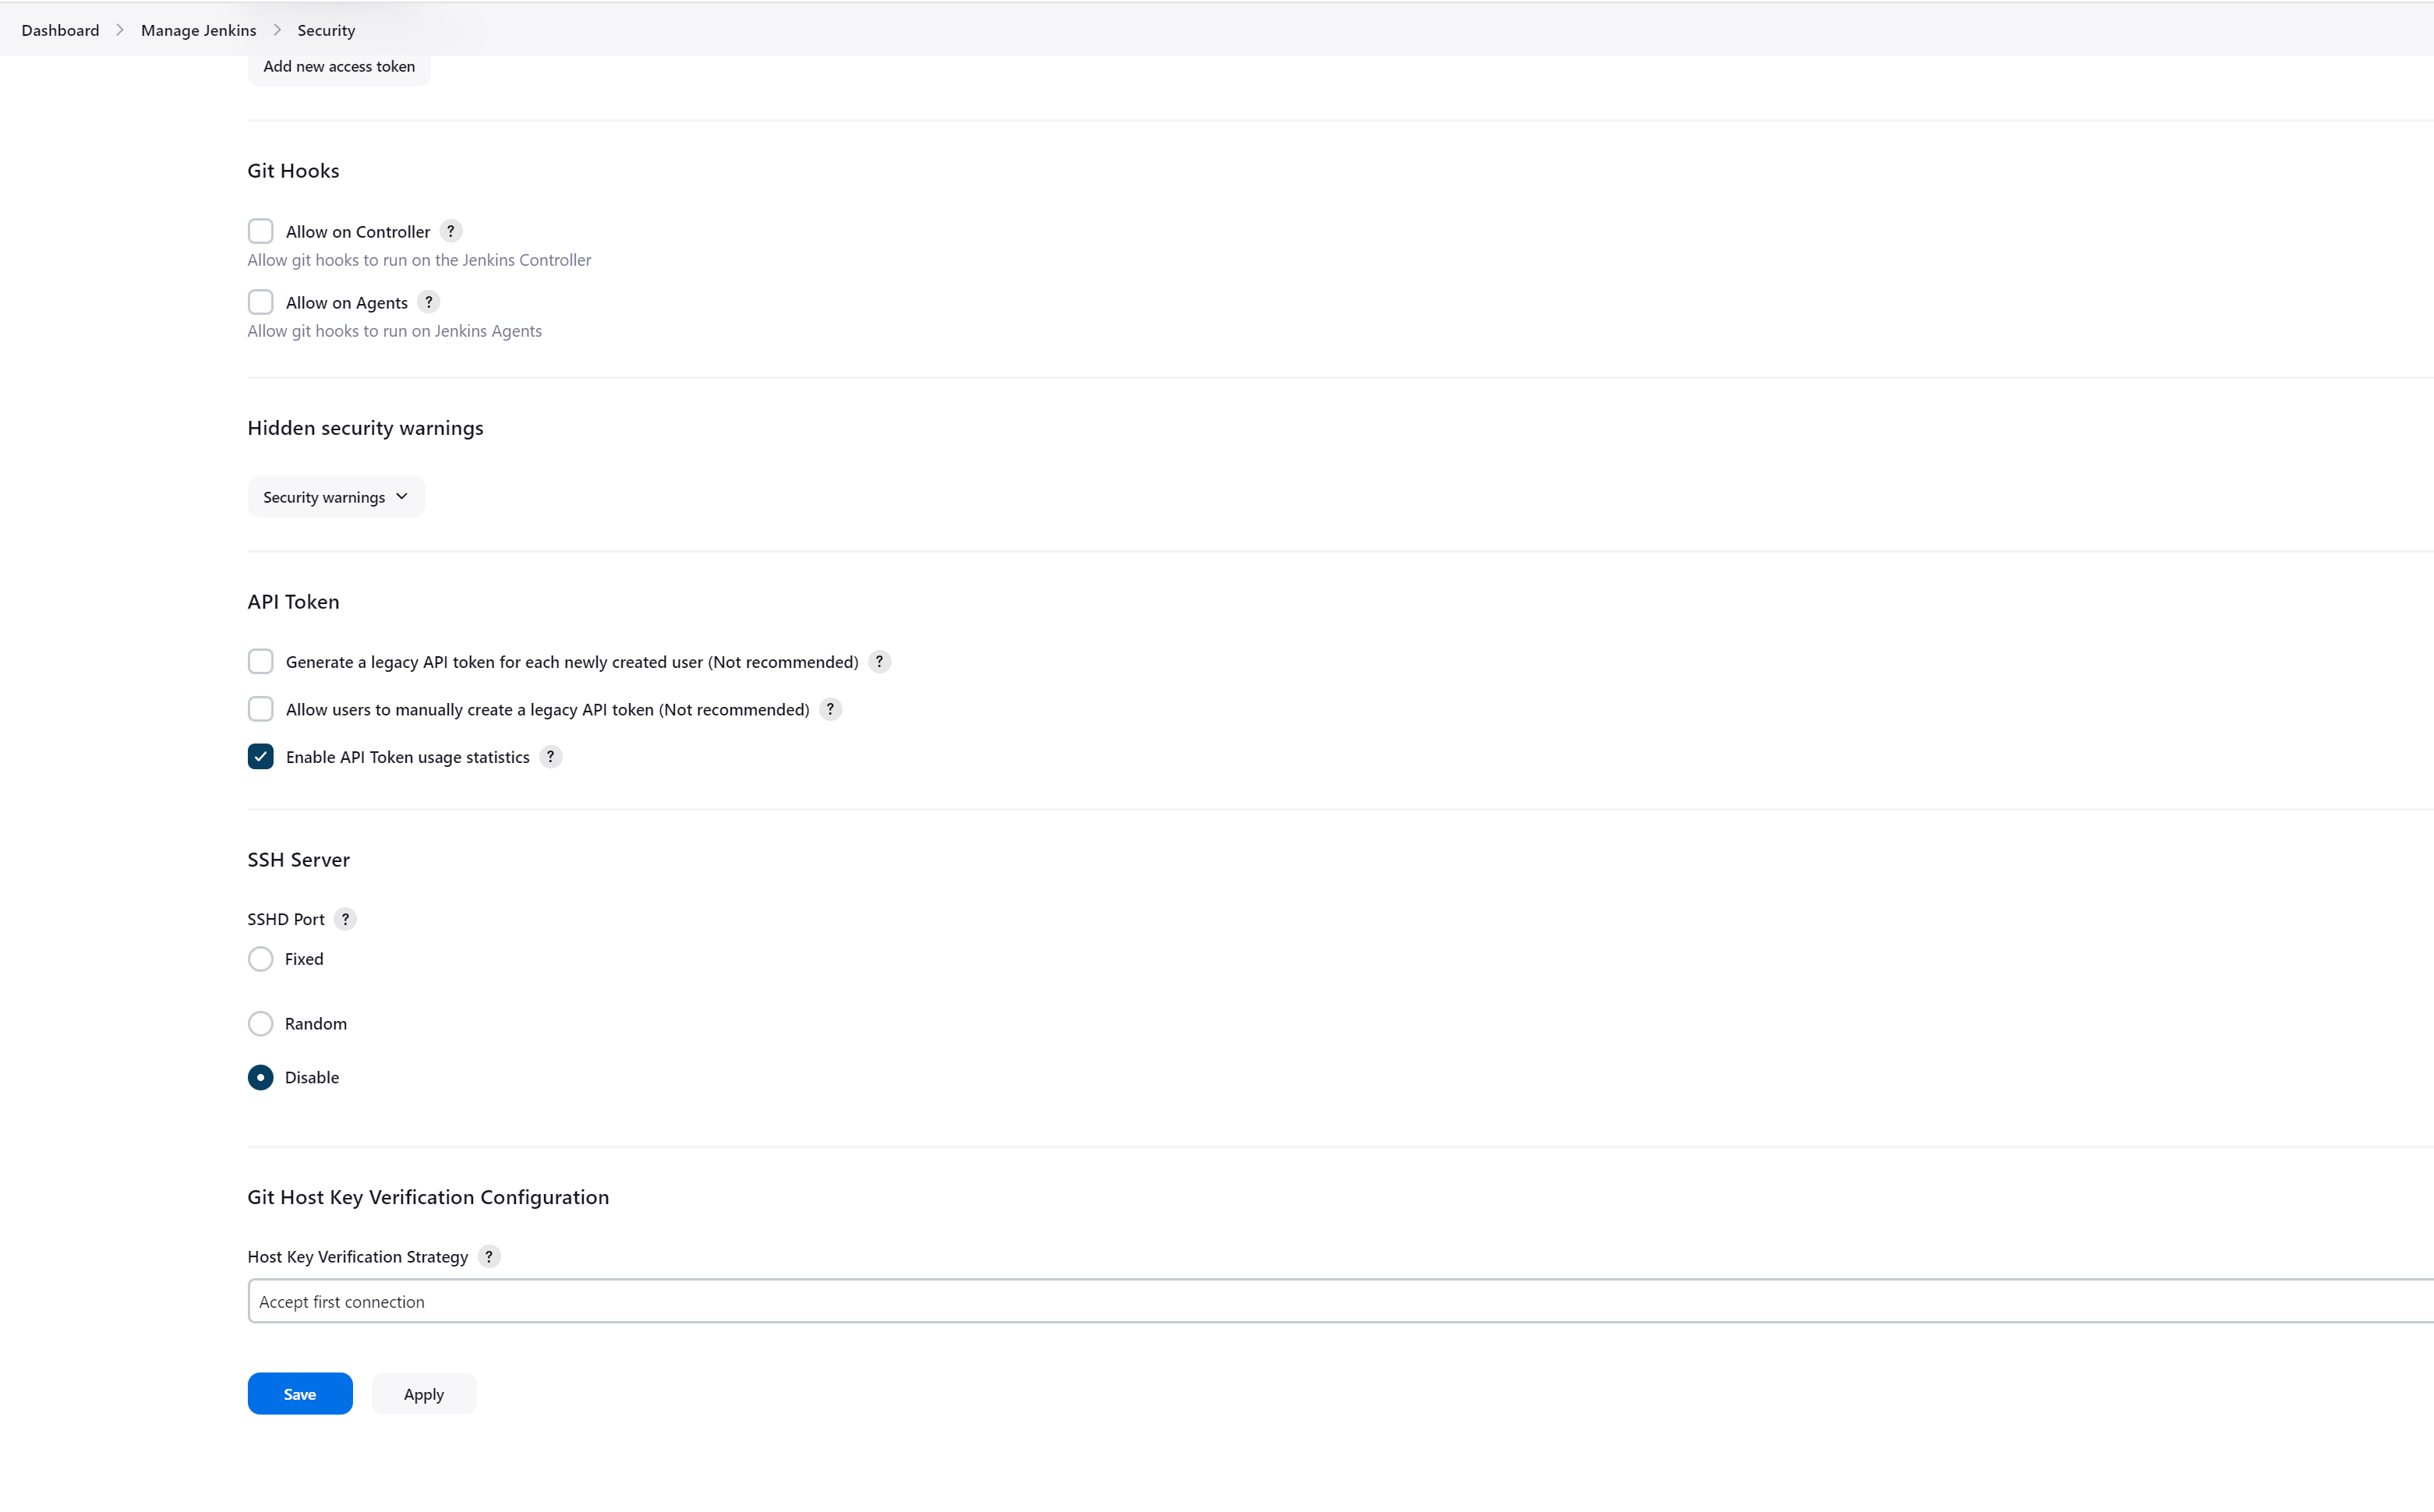 Dashboard > Manage Jenkins > Security
Add new access token
Git Hooks
Allow on Controller ?
Allow git hooks to run on the Jenkins Controller
Allow on Agents ?
Allow git hooks to run on Jenkins Agents
Hidden security warnings
Security warnings
API Token
Generate a legacy API token for each newly created user (Not recommended) ?
Allow users to manually create a legacy API token (Not recommended) ?
Enable API Token usage statistics ?
SSH Server
SSHD Port ?
Fixed
Random
Disable
Git Host Key Verification Configuration
Host Key Verification Strategy ?
Accept first connection
Save Apply